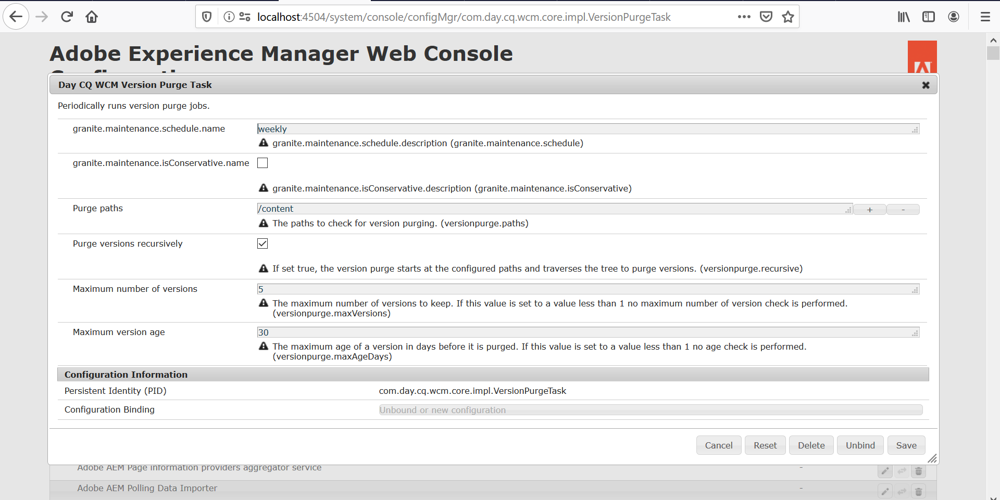 localhost:4504/system/console/configMgr/com.day.cq.wcm.core.impl.VersionPurgeTask
Adobe Experience Manager Web Console
Day CQ WCM Version Purge Task
Periodically runs version purge jobs.
granite.maintenance.schedule.name
weekly
granite.maintenance.schedule.description (granite.maintenance.schedule)
granite.maintenance.isConservative.name
granite.maintenance.isConservative.description (granite.maintenance.isConservative)
Purge paths
/content
+ -
The paths to check for version purging. (versionpurge.paths)
Purge versions recursively
If set true, the version purge starts at the configured paths and traverses the tree to purge versions. (versionpurge.recursive)
Maximum number of versions
5
The maximum number of versions to keep. If this value is set to a value less than 1 no maximum number of version check is performed.
(versionpurge.maxVersions)
Maximum version age
30
The maximum age of a version in days before it is purged. If this value is set to a value less than 1 no age check is performed.
(versionpurge.maxAgeDays)
Configuration Information
Persistent Identity (PID)
com.day.cq.wcm.core.impl.VersionPurgeTask
Configuration Binding
Unbound or new configuration
Cancel Reset Delete Unbind Save
Adobe AEM Page information providers aggregator service -
Adobe AEM Polling Data Importer -